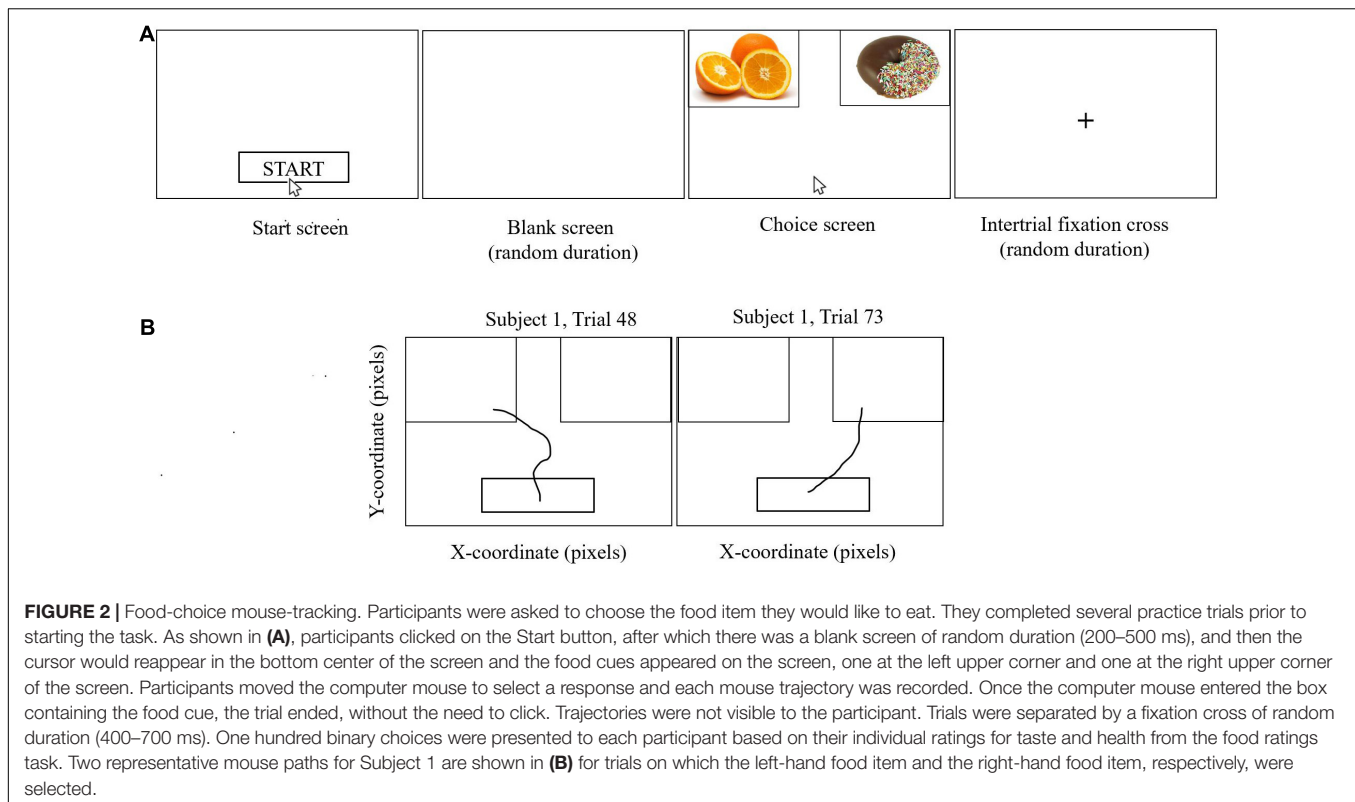 A
START
Start screen
Blank screen
(random duration)
Choice screen
+
Intertrial fixation cross
(random duration)
B
Subject 1, Trial 48
Subject 1, Trial 73
Y-coordinate (pixels)
X-coordinate (pixels)
X-coordinate (pixels)
FIGURE 2 | Food-choice mouse-tracking. Participants were asked to choose the food item they would like to eat. They completed several practice trials prior to
starting the task. As shown in (A), participants clicked on the Start button, after which there was a blank screen of random duration (200–500 ms), and then the
cursor would reappear in the bottom center of the screen and the food cues appeared on the screen, one at the left upper corner and one at the right upper corner
of the screen. Participants moved the computer mouse to select a response and each mouse trajectory was recorded. Once the computer mouse entered the box
containing the food cue, the trial ended, without the need to click. Trajectories were not visible to the participant. Trials were separated by a fixation cross of random
duration (400–700 ms). One hundred binary choices were presented to each participant based on their individual ratings for taste and health from the food ratings
task. Two representative mouse paths for Subject 1 are shown in (B) for trials on which the left-hand food item and the right-hand food item, respectively, were
selected.